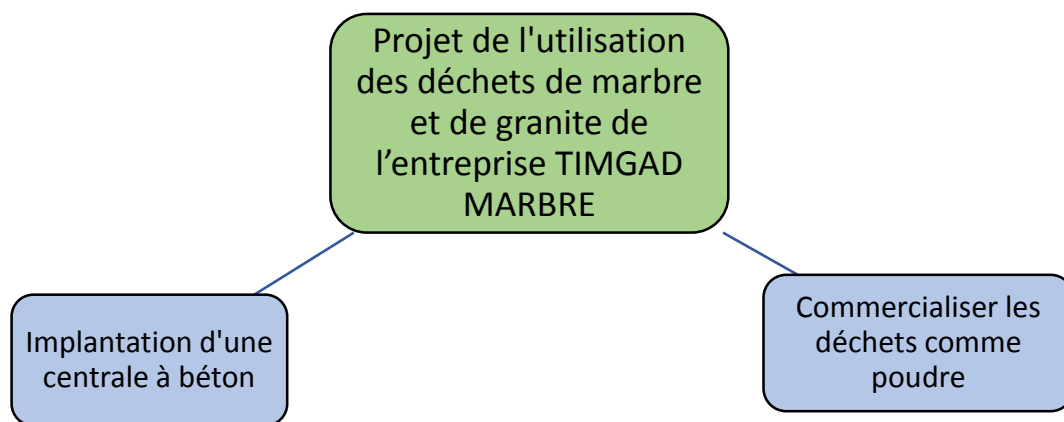 Projet de l'utilisation
des déchets de marbre
et de granite de
l’entreprise TIMGAD
MARBRE
Implantation d'une
centrale à béton
Commercialiser les
déchets comme
poudre